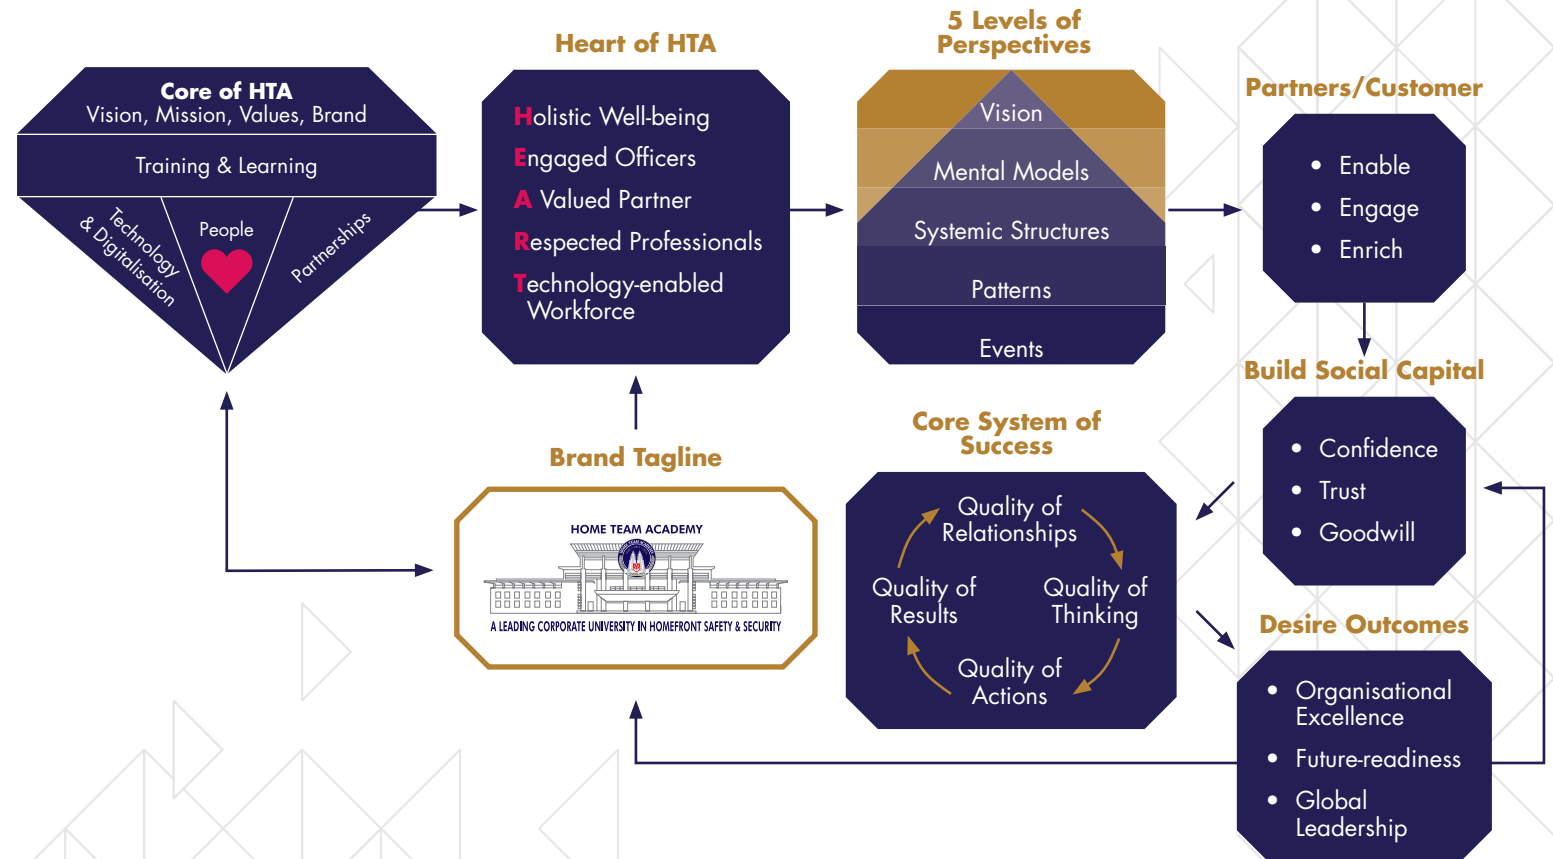 Core of HTA
Vision, Mission, Values, Brand
Training & Learning
Technology
& Digitalisation
People
Partnerships
Heart of HTA
Holistic Well-being
Engaged Officers
A Valued Partner
Respected Professionals
Technology-enabled
Workforce
5 Levels of
Perspectives
Vision
Mental Models
Systemic Structures
Patterns
Events
Partners/Customer
• Enable
• Engage
• Enrich
Build Social Capital
• Confidence
• Trust
• Goodwill
Core System of
Success
Quality of
Relationships
Quality of
Thinking
Quality of
Actions
Quality of
Results
Desire Outcomes
• Organisational
Excellence
• Future-readiness
• Global
Leadership
Brand Tagline
HOME TEAM ACADEMY
A LEADING CORPORATE UNIVERSITY IN HOMEFRONT SAFETY & SECURITY